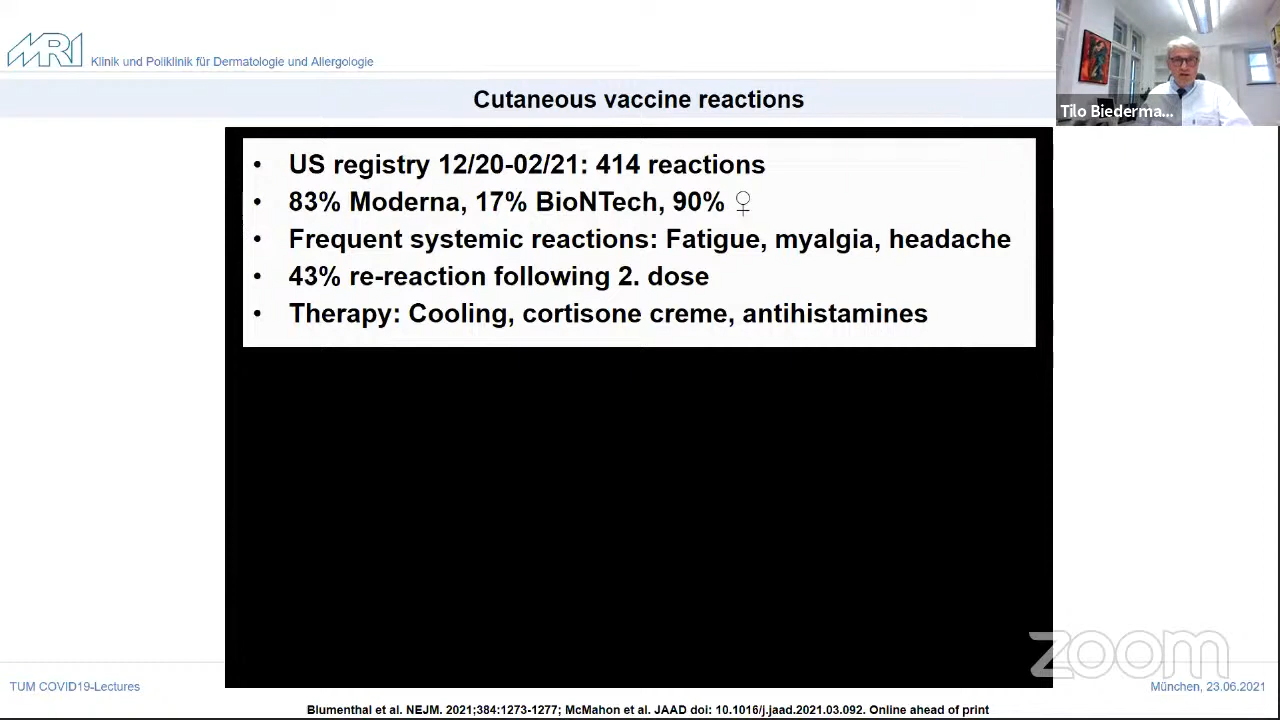 MRI
Klinik und Poliklinik für Dermatologie und Allergologie
Tilo Biederma...
Cutaneous vaccine reactions
• US registry 12/20-02/21: 414 reactions
• 83% Moderna, 17% BioNTech, 90% ♀
• Frequent systemic reactions: Fatigue, myalgia, headache
• 43% re-reaction following 2. dose
• Therapy: Cooling, cortisone creme, antihistamines
zoom
TUM COVID19-Lectures
München, 23.06.2021
Blumenthal et al. NEJM. 2021;384:1273-1277; McMahon et al. JAAD doi: 10.1016/j.jaad.2021.03.092. Online ahead of print